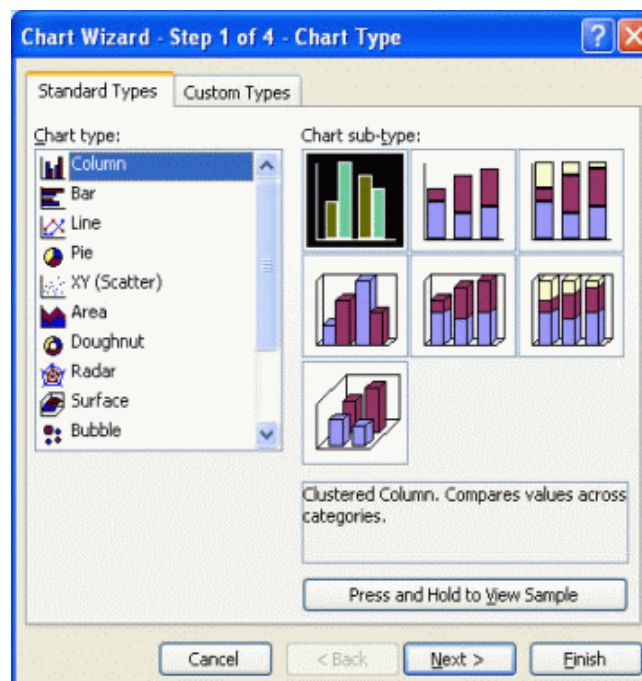 Chart Wizard - Step 1 of 4 - Chart Type
Standard Types
Custom Types
Chart type:
Column
Bar
Line
Pie
XY (Scatter)
Area
Doughnut
Radar
Surface
Bubble
Chart sub-type:
Clustered Column. Compares values across
categories.
Press and Hold to View Sample
Cancel
< Back
Next >
Finish